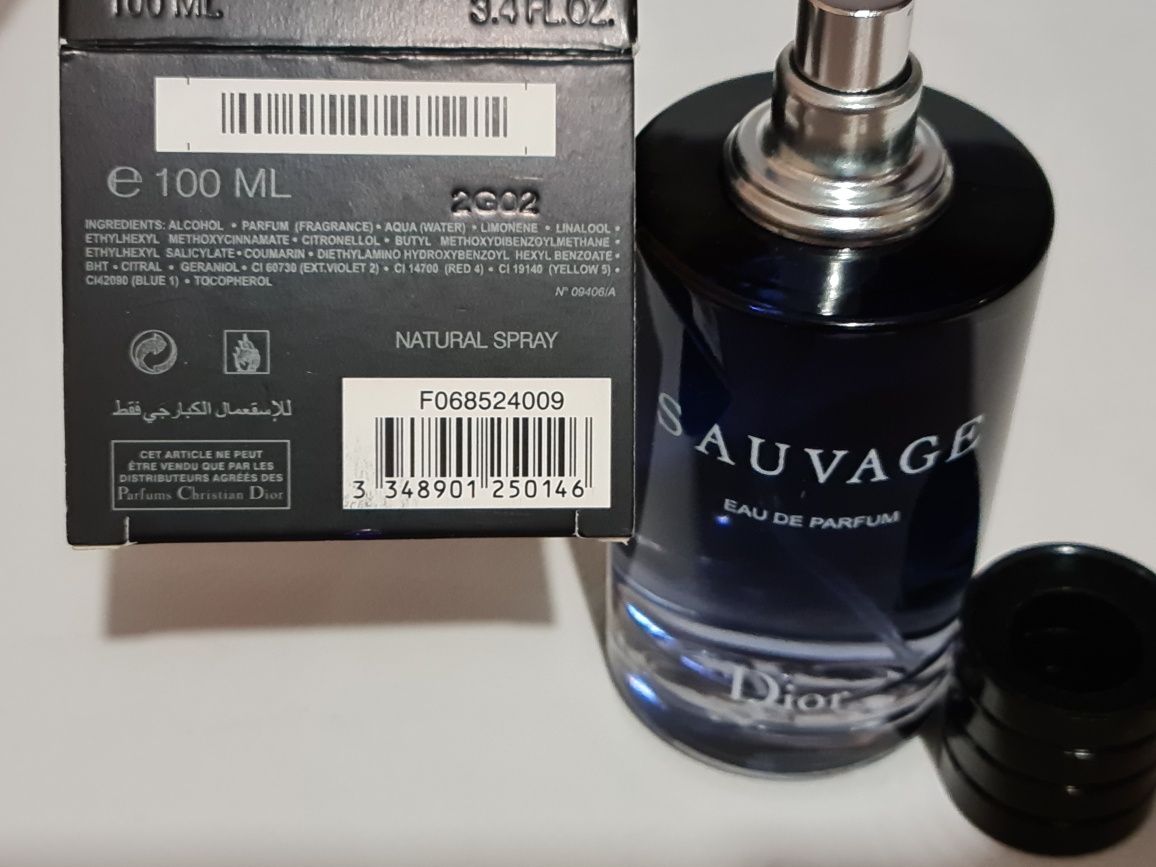 100 ML
3.4 FL.OZ.
e 100 ML
2G02
INGREDIENTS: ALCOHOL • PARFUM (FRAGRANCE) • AQUA (WATER) • LIMONENE • LINALOOL •
ETHYLHEXYL METHOXYCINNAMATE • CITRONELLOL • BUTYL METHOXYDIBENZOYLMETHANE •
ETHYLHEXYL SALICYLATE • COUMARIN • DIETHYLAMINO HYDROXYBENZOYL HEXYL BENZOATE •
BHT • CITRAL • GERANIOL • CI 60730 (EXT.VIOLET 2) • CI 14700 (RED 4) • CI 19140 (YELLOW 5) •
CI42090 (BLUE 1) • TOCOPHEROL
N° 09406/A
NATURAL SPRAY
للإسقعمال الكبارجي فقط
F068524009
3 348901 250146
CET ARTICLE NE PEUT
ÊTRE VENDU QUE PAR LES
DISTRIBUTEURS AGRÉÉS DES
Parfums Christian Dior
SAUVAGE
EAU DE PARFUM
Dior